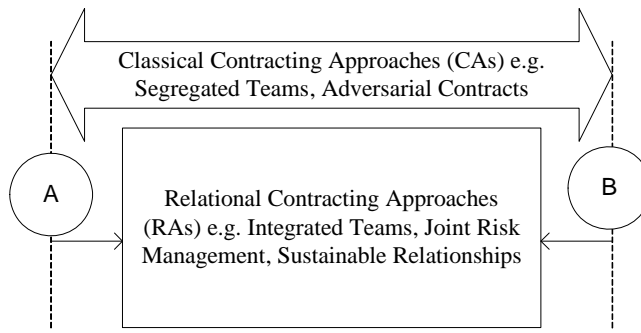 Classical Contracting Approaches (CAs) e.g.
Segregated Teams, Adversarial Contracts
A
B
Relational Contracting Approaches
(RAs) e.g. Integrated Teams, Joint Risk
Management, Sustainable Relationships